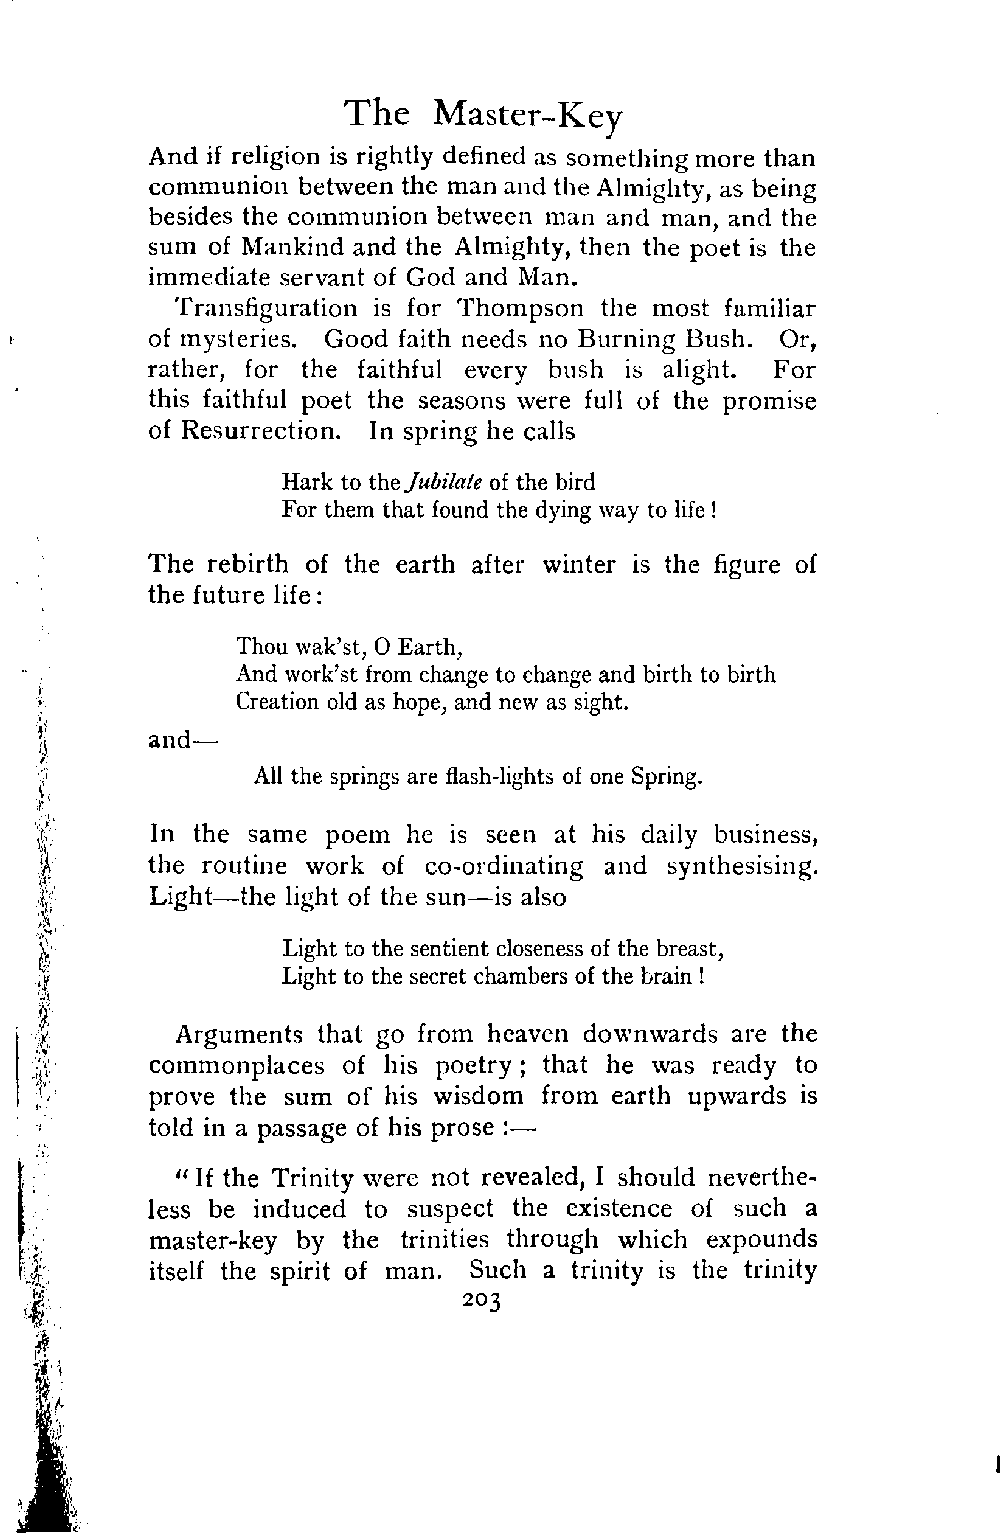 The Master-Key
And if religion is rightly defined as something more than
communion between the man and the Almighty, as being
besides the communion between man and man, and the
sum of Mankind and the Almighty, then the poet is the
immediate servant of God and Man.
Transfiguration is for Thompson the most familiar
of mysteries. Good faith needs no Burning Bush. Or,
rather, for the faithful every bush is alight. For
this faithful poet the seasons were full of the promise
of Resurrection. In spring he calls
Hark to the Jubilate of the bird
For them that found the dying way to life !
The rebirth of the earth after winter is the figure of
the future life :
Thou wak'st, O Earth,
And work'st from change to change and birth to birth
Creation old as hope, and new as sight.
and—
All the springs are flash-lights of one Spring.
In the same poem he is seen at his daily business,
the routine work of co-ordinating and synthesising.
Light—the light of the sun—is also
Light to the sentient closeness of the breast,
Light to the secret chambers of the brain !
Arguments that go from heaven downwards are the
commonplaces of his poetry ; that he was ready to
prove the sum of his wisdom from earth upwards is
told in a passage of his prose :—
"If the Trinity were not revealed, I should neverthe-
less be induced to suspect the existence of such a
master-key by the trinities through which expounds
itself the spirit of man. Such a trinity is the trinity
203